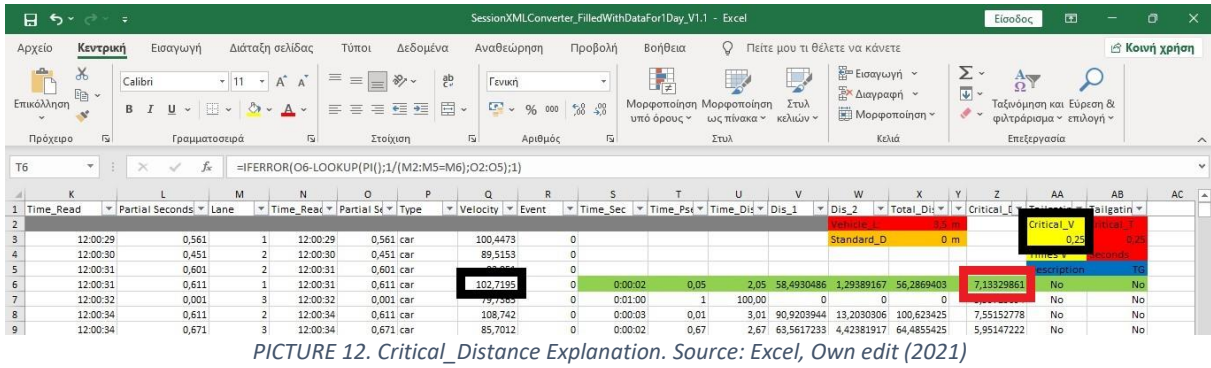 SessionXMLConverter_FilledWithDataFor1Day_V1.1 - Excel
Είσοδος
Αρχείο Κεντρική Εισαγωγή Διάταξη σελίδας Τύποι Δεδομένα Αναθεώρηση Προβολή Βοήθεια Πείτε μου τι θέλετε να κάνετε Κοινή χρήση
Επικόλληση
Calibri 11
Γενική
Μορφοποίηση υπό όρους
Μορφοποίηση ως πίνακα
Στυλ κελιών
Εισαγωγή
Διαγραφή
Μορφοποίηση
Ταξινόμηση και φιλτράρισμα
Εύρεση & επιλογή
Πρόχειρο Γραμματοσειρά Στοίχιση Αριθμός Στυλ Κελιά Επεξεργασία
T6 fx =IFERROR(O6-LOOKUP(PI();1/(M2:M5=M6);O2:O5);1)
K L M N O P Q R S T U V W X Y Z AA AB AC
1 Time_Read Partial Seconds Lane Time_Read Partial Se Type Velocity Event Time_Sec Time_Pse Time_Dis Dis_1 Dis_2 Total_Dis Critical_D Tailgatin
2 Vehicle_L: m Critical_V Critical_T
3 12:00:29 0,561 1 12:00:29 0,561 car 100,4473 0 Standard_D 0 m 0,25 0,25
4 12:00:30 0,451 2 12:00:30 0,451 car 89,5153 0 Times V Seconds
5 12:00:31 0,601 2 12:00:31 0,601 car 0 Description TG
6 12:00:31 0,611 1 12:00:31 0,611 car 102,7195 0 0:00:02 0,05 2,05 58,4930486 1,29389167 56,2869403 7,13329861 No No
7 12:00:32 0,001 3 12:00:32 0,001 car 0 0:01:00 1 100,00 0 0 0 No No
8 12:00:34 0,611 2 12:00:34 0,611 car 108,742 0 0:00:03 0,01 3,01 90,9203944 13,2030306 100,623425 7,55152778 No No
9 12:00:34 0,671 3 12:00:34 0,671 car 85,7012 0 0:00:02 0,67 2,67 63,5617233 4,42381917 64,4855425 5,95147222 No No
PICTURE 12. Critical_Distance Explanation. Source: Excel, Own edit (2021)